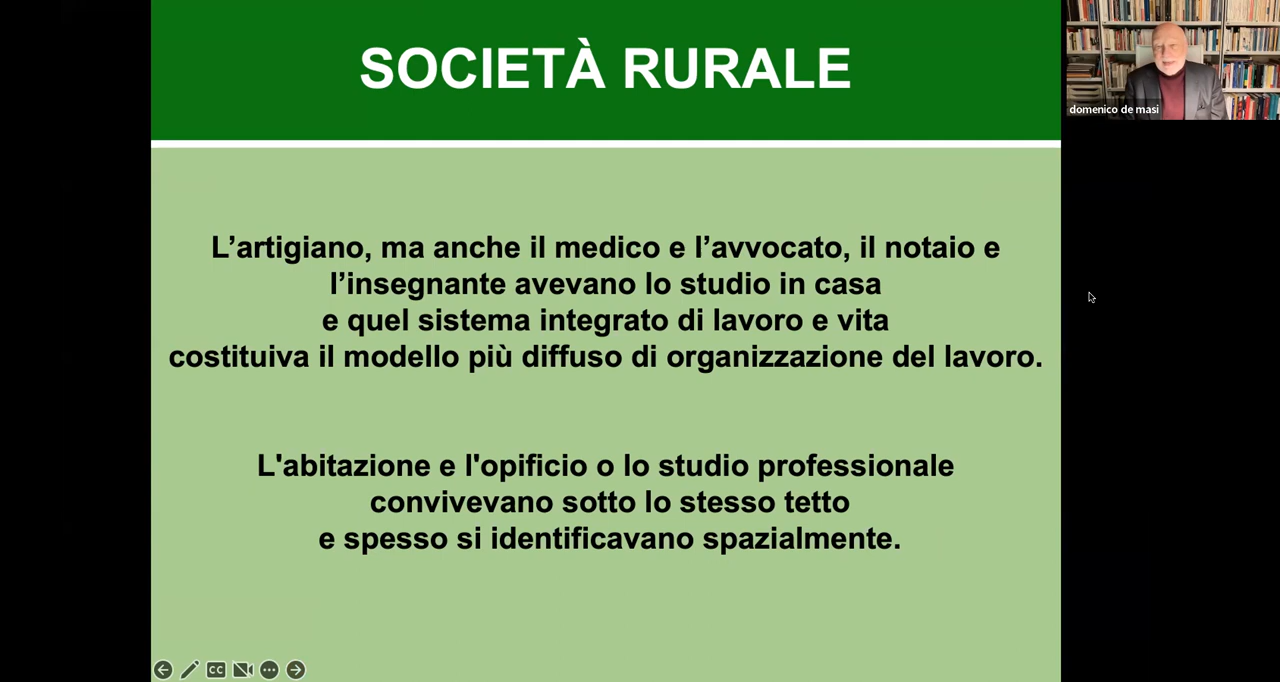 SOCIETÀ RURALE
domenico de masi
L’artigiano, ma anche il medico e l’avvocato, il notaio e
l’insegnante avevano lo studio in casa
e quel sistema integrato di lavoro e vita
costituiva il modello più diffuso di organizzazione del lavoro.
L'abitazione e l'opificio o lo studio professionale
convivevano sotto lo stesso tetto
e spesso si identificavano spazialmente.
CC